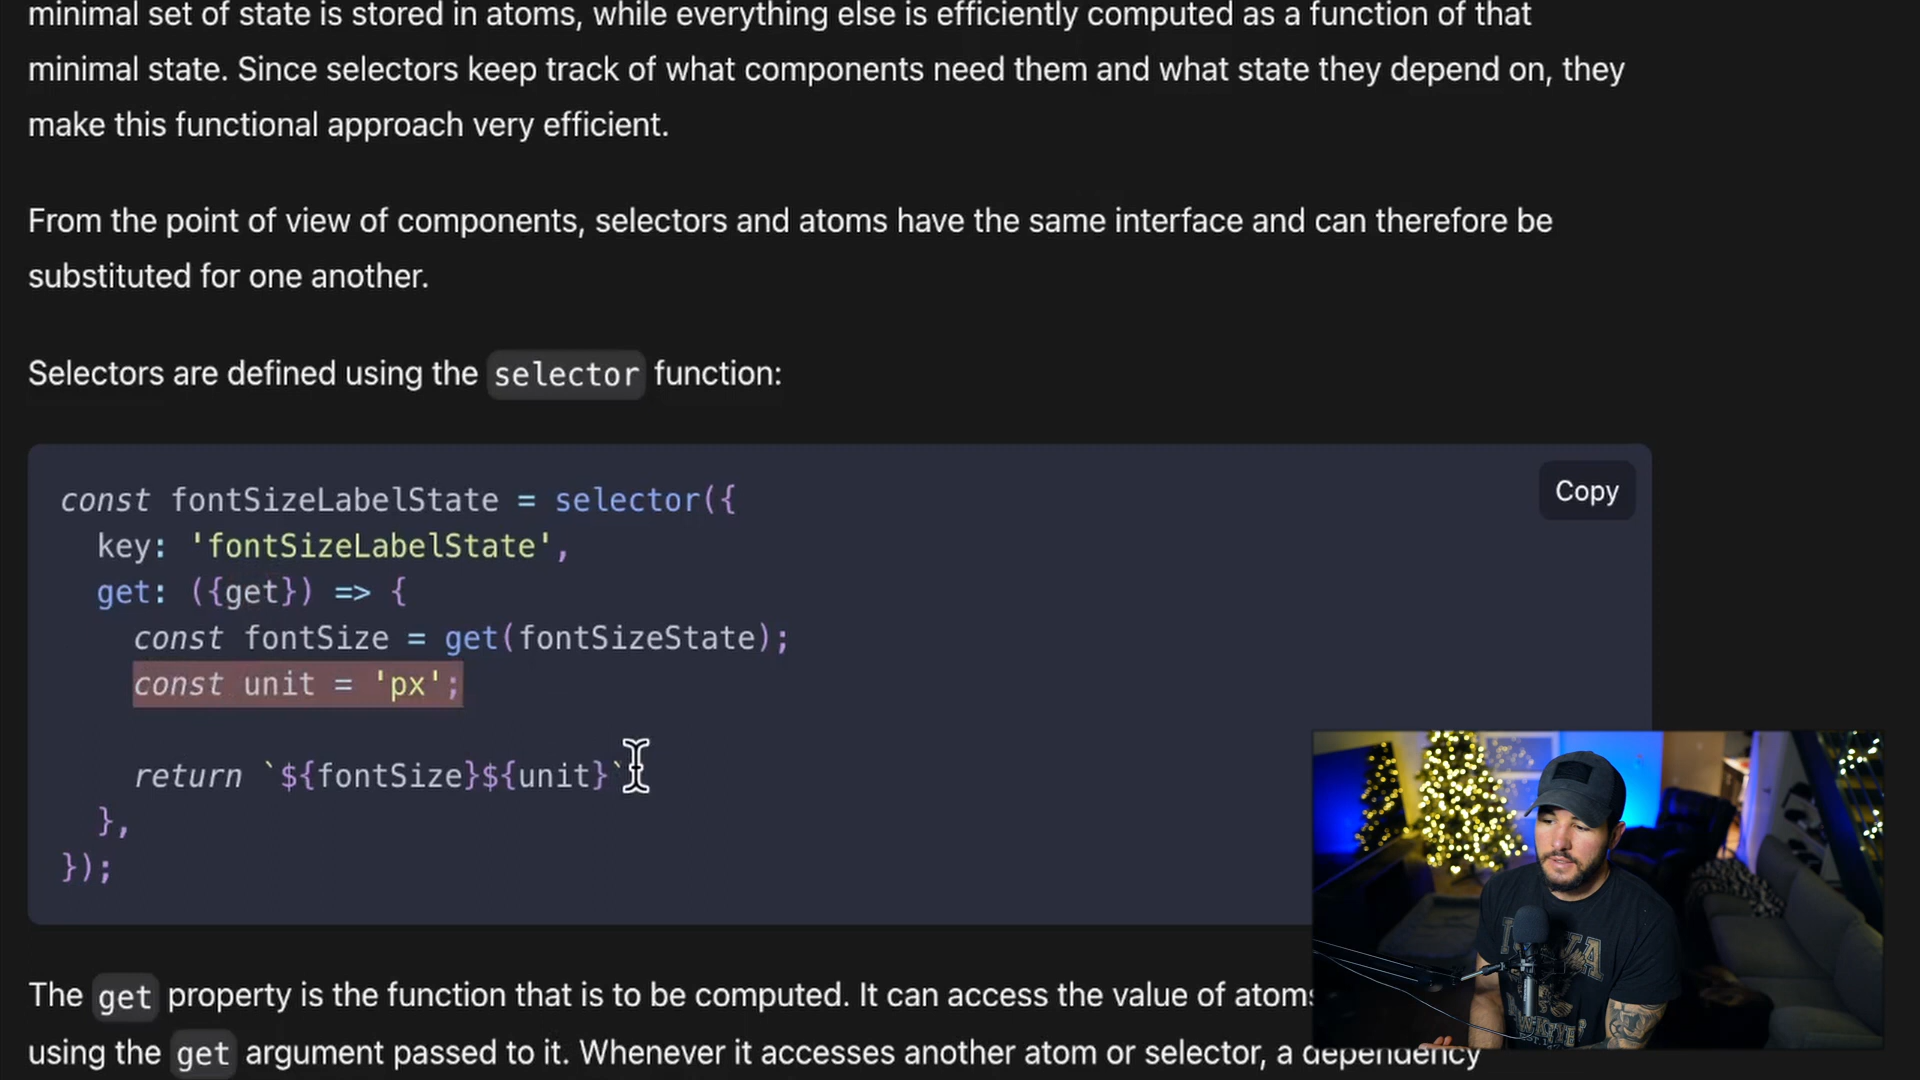 minimal set of state is stored in atoms, while everything else is efficiently computed as a function of that
minimal state. Since selectors keep track of what components need them and what state they depend on, they
make this functional approach very efficient.
From the point of view of components, selectors and atoms have the same interface and can therefore be
substituted for one another.
Selectors are defined using the selector function:
Copy
const fontSizeLabelState = selector({
  key: 'fontSizeLabelState',
  get: ({get}) => {
    const fontSize = get(fontSizeState);
    const unit = 'px';
    return `${fontSize}${unit}`
  },
});
The get property is the function that is to be computed. It can access the value of atoms
using the get argument passed to it. Whenever it accesses another atom or selector, a dependency